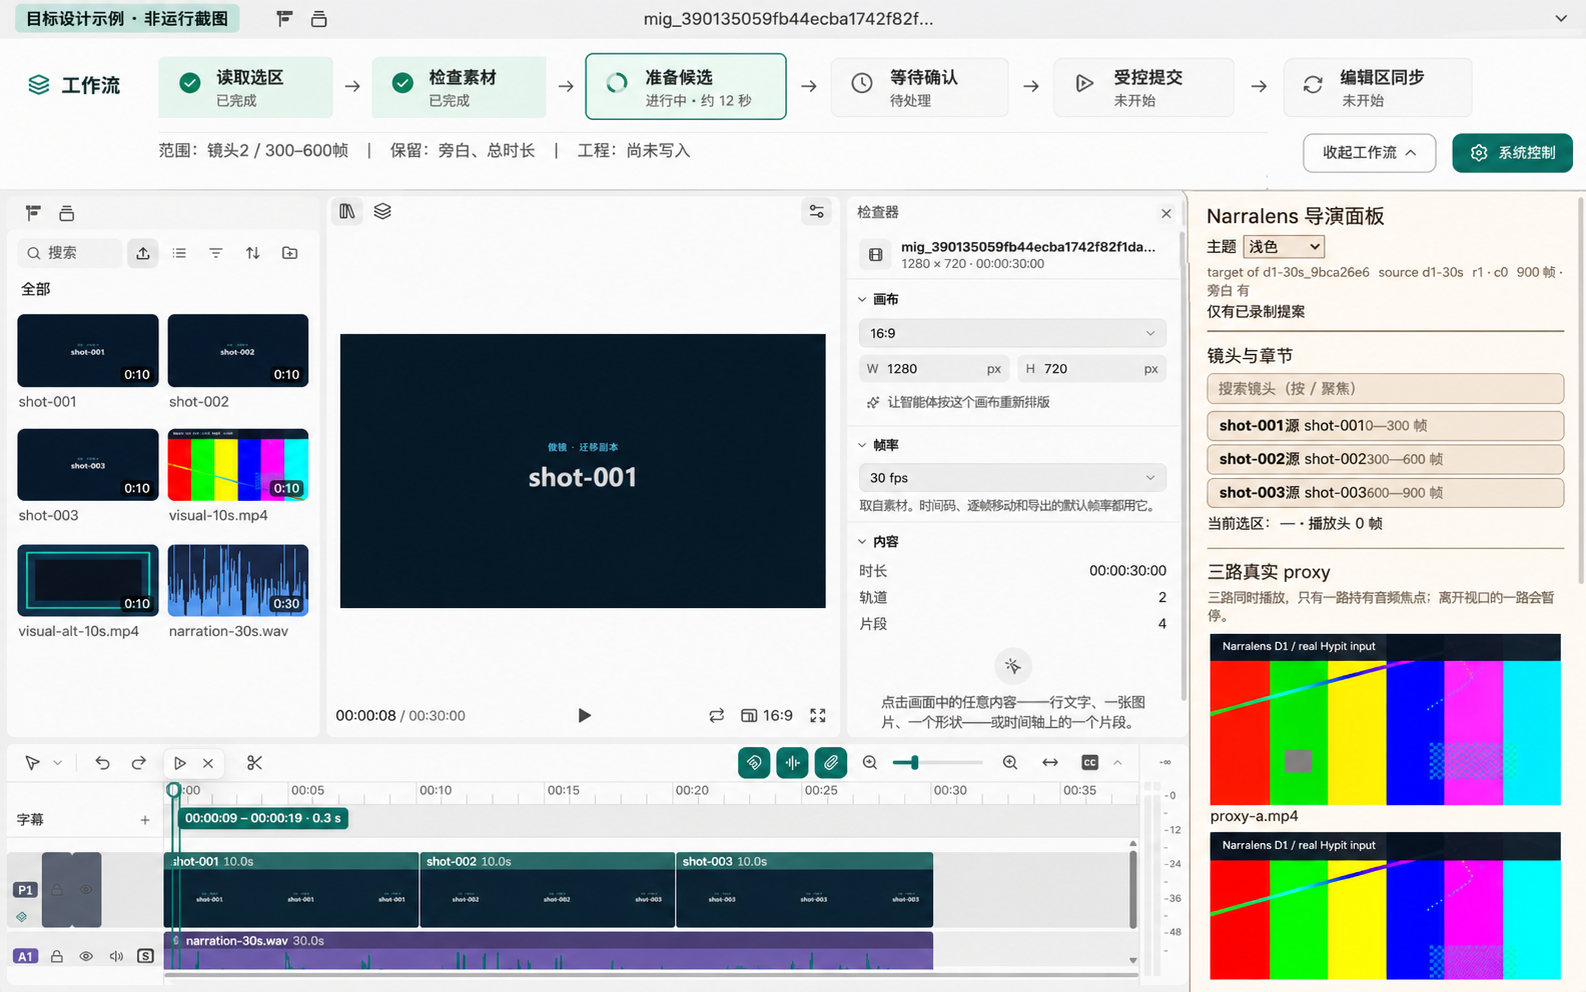 目标设计示例 · 非运行截图
mig_390135059fb44ecba1742f82f...
工作流
读取选区
已完成
检查素材
已完成
准备候选
进行中 · 约 12 秒
等待确认
待处理
受控提交
未开始
编辑区同步
未开始
范围：镜头2 / 300–600帧 | 保留：旁白、总时长 | 工程：尚未写入
收起工作流
系统控制
搜索
全部
shot-001
0:10
shot-001
shot-002
0:10
shot-002
shot-003
0:10
shot-003
0:10
visual-10s.mp4
0:10
visual-alt-10s.mp4
0:30
narration-30s.wav
俊镜 · 迁移副本
shot-001
00:00:08 / 00:30:00
16:9
检查器
mig_390135059fb44ecba1742f82f1da...
1280 × 720 · 00:00:30:00
画布
16:9
W 1280 px
H 720 px
让智能体按这个画布重新排版
帧率
30 fps
取自素材。时间码、逐帧移动和导出的默认帧率都用它。
内容
时长 00:00:30:00
轨道 2
片段 4
点击画面中的任意内容——一行文字、一张图
片、一个形状——或时间轴上的一个片段。
Narralens 导演面板
主题 浅色
target of d1-30s_9bca26e6 source d1-30s r1 · c0 900 帧 ·
旁白 有
仅有已录制提案
镜头与章节
搜索镜头（按 / 聚焦）
shot-001源 shot-0010—300 帧
shot-002源 shot-002300—600 帧
shot-003源 shot-003600—900 帧
当前选区： — · 播放头 0 帧
三路真实 proxy
三路同时播放，只有一路持有音频焦点；离开视口的一路会暂
停。
Narralens D1 / real Hypit input
proxy-a.mp4
Narralens D1 / real Hypit input
CC
:00 00:05 00:10 00:15 00:20 00:25 00:30 00:35
字幕
00:00:09 – 00:00:19 · 0.3 s
P1
shot-001 10.0s
shot-001 shot-001 shot-001
shot-002 10.0s
shot-002 shot-002 shot-003
shot-003 10.0s
shot-003 shot-003 shot-003
A1
S
narration-30s.wav 30.0s
-∞
-0
-12
-24
-36
-48